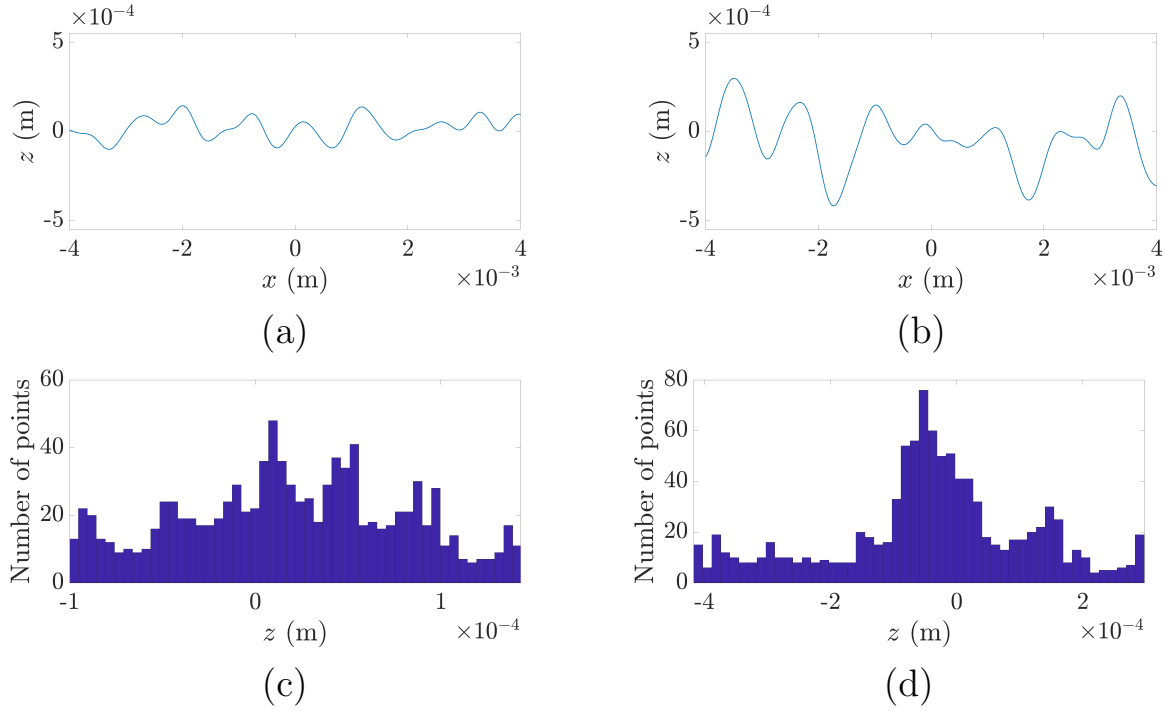 ×10⁻⁴ ×10⁻⁴
5 5
z (m) 0 z (m) 0
-5 -5
-4 -2 0 2 4 -4 -2 0 2 4
x (m) ×10⁻³ x (m) ×10⁻³
(a) (b)
60 80
Number of points 40 20 0 Number of points 60 40 20 0
-1 0 1 -4 -2 0 2
z (m) ×10⁻⁴ z (m) ×10⁻⁴
(c) (d)